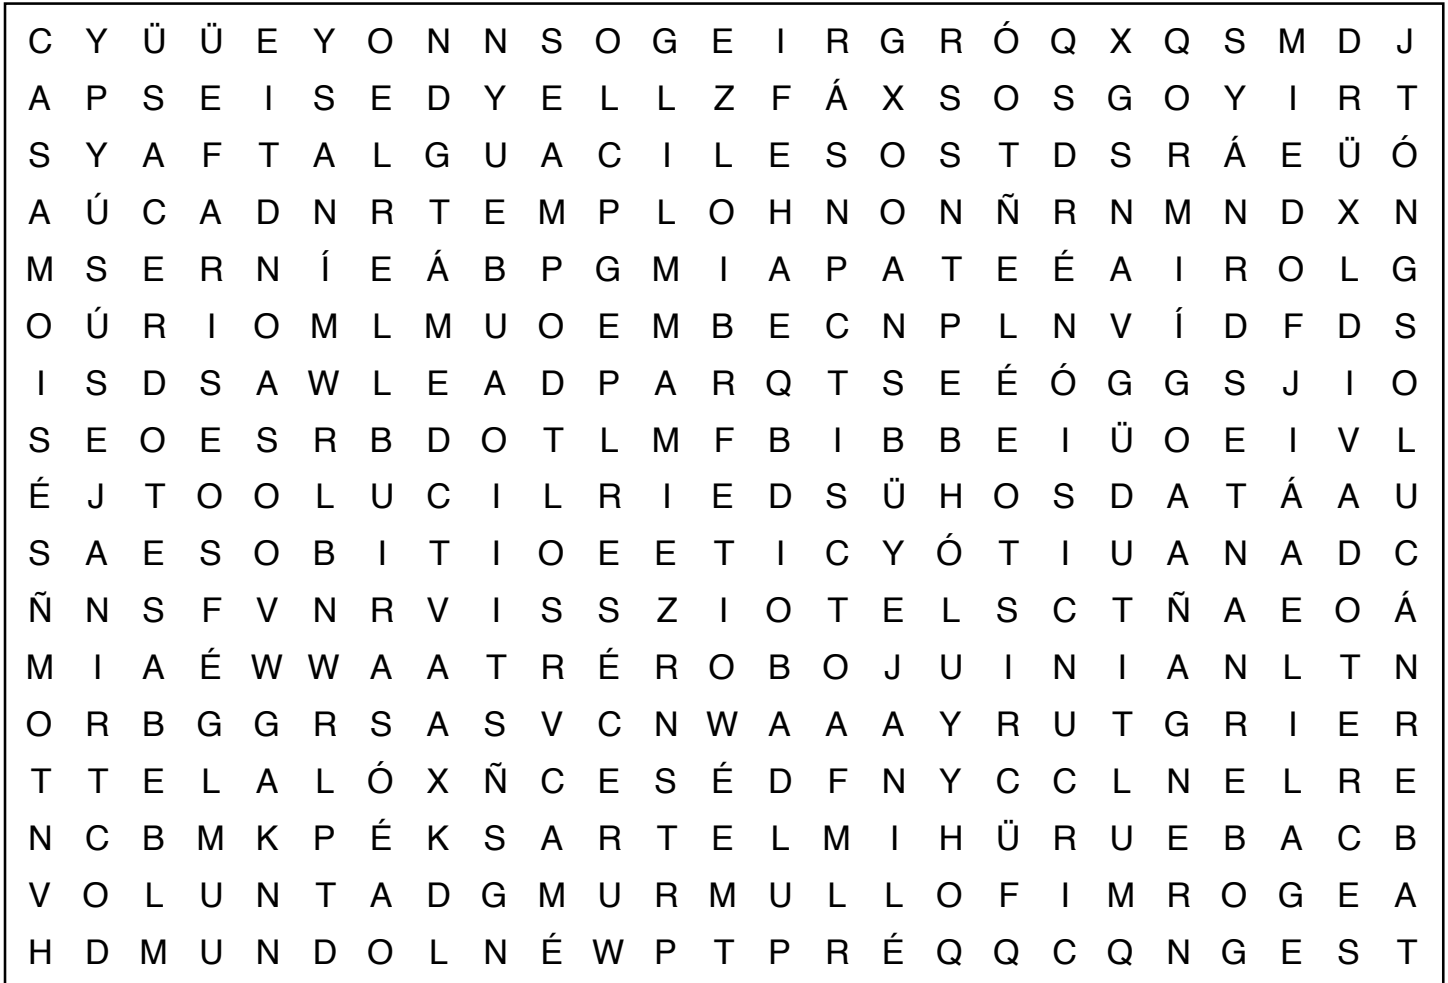 C Y Ü Ü E Y O N N S O G E I R G R Ó Q X Q S M D J
A P S E I S E D Y E L L Z F Á X S O S G O Y I R T
S Y A F T A L G U A C I L E S O S T D S R Á E Ü Ó
A Ú C A D N R T E M P L O H N O N Ñ R N M N D X N
M S E R N Í E Á B P G M I A P A T E É A I R O L G
O Ú R I O M L M U O E M B E C N P L N V Í D F D S
I S D S A W L E A D P A R Q T S E É Ó G G S J I O
S E O E S R B D O T L M F B I B B E I Ü O E I V L
É J T O O L U C I L R I E D S Ü H O S D A T Á A U
S A E S O B I T I O E E T I C Y Ó T I U A N A D C
Ñ N S F V N R V I S S Z I O T E L S C T Ñ A E O Á
M I A É W W A A T R É R O B O J U I N I A N L T N
O R B G G R S A S V C N W A A A Y R U T G R I E R
T T E L A L Ó X Ñ C E S É D F N Y C C L N E L R E
N C B M K P É K S A R T E L M I H Ü R U E B A C B
V O L U N T A D G M U R M U L L O F I M R O G E A
H D M U N D O L N É W P T P R É Q Q C Q N G E S T